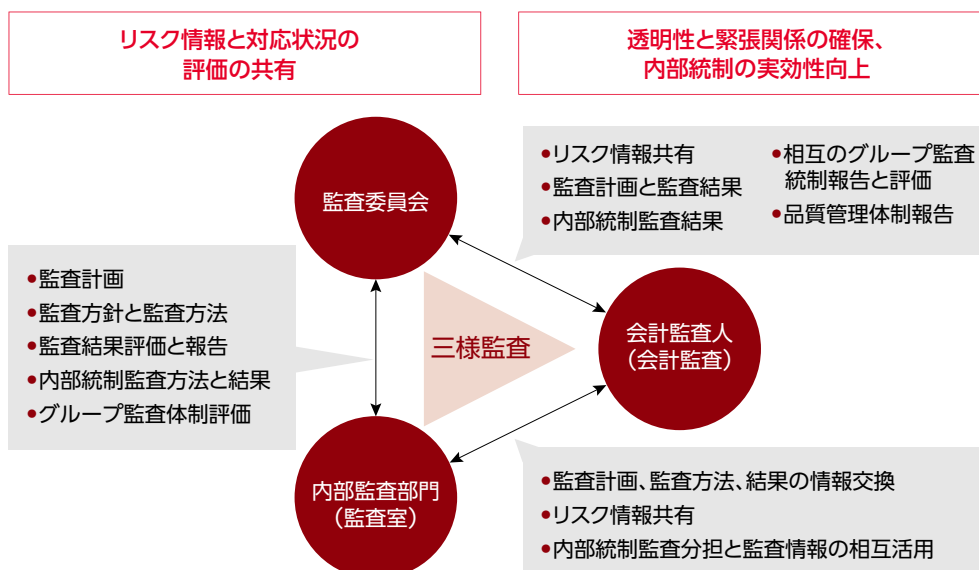 リスク情報と対応状況の
評価の共有
透明性と緊張関係の確保、
内部統制の実効性向上
監査委員会
•リスク情報共有
•監査計画と監査結果
•内部統制監査結果
•相互のグループ監査
統制報告と評価
•品質管理体制報告
•監査計画
•監査方針と監査方法
•監査結果評価と報告
•内部統制監査方法と結果
•グループ監査体制評価
三様監査
会計監査人
（会計監査）
内部監査部門
（監査室）
•監査計画、監査方法、結果の情報交換
•リスク情報共有
•内部統制監査分担と監査情報の相互活用